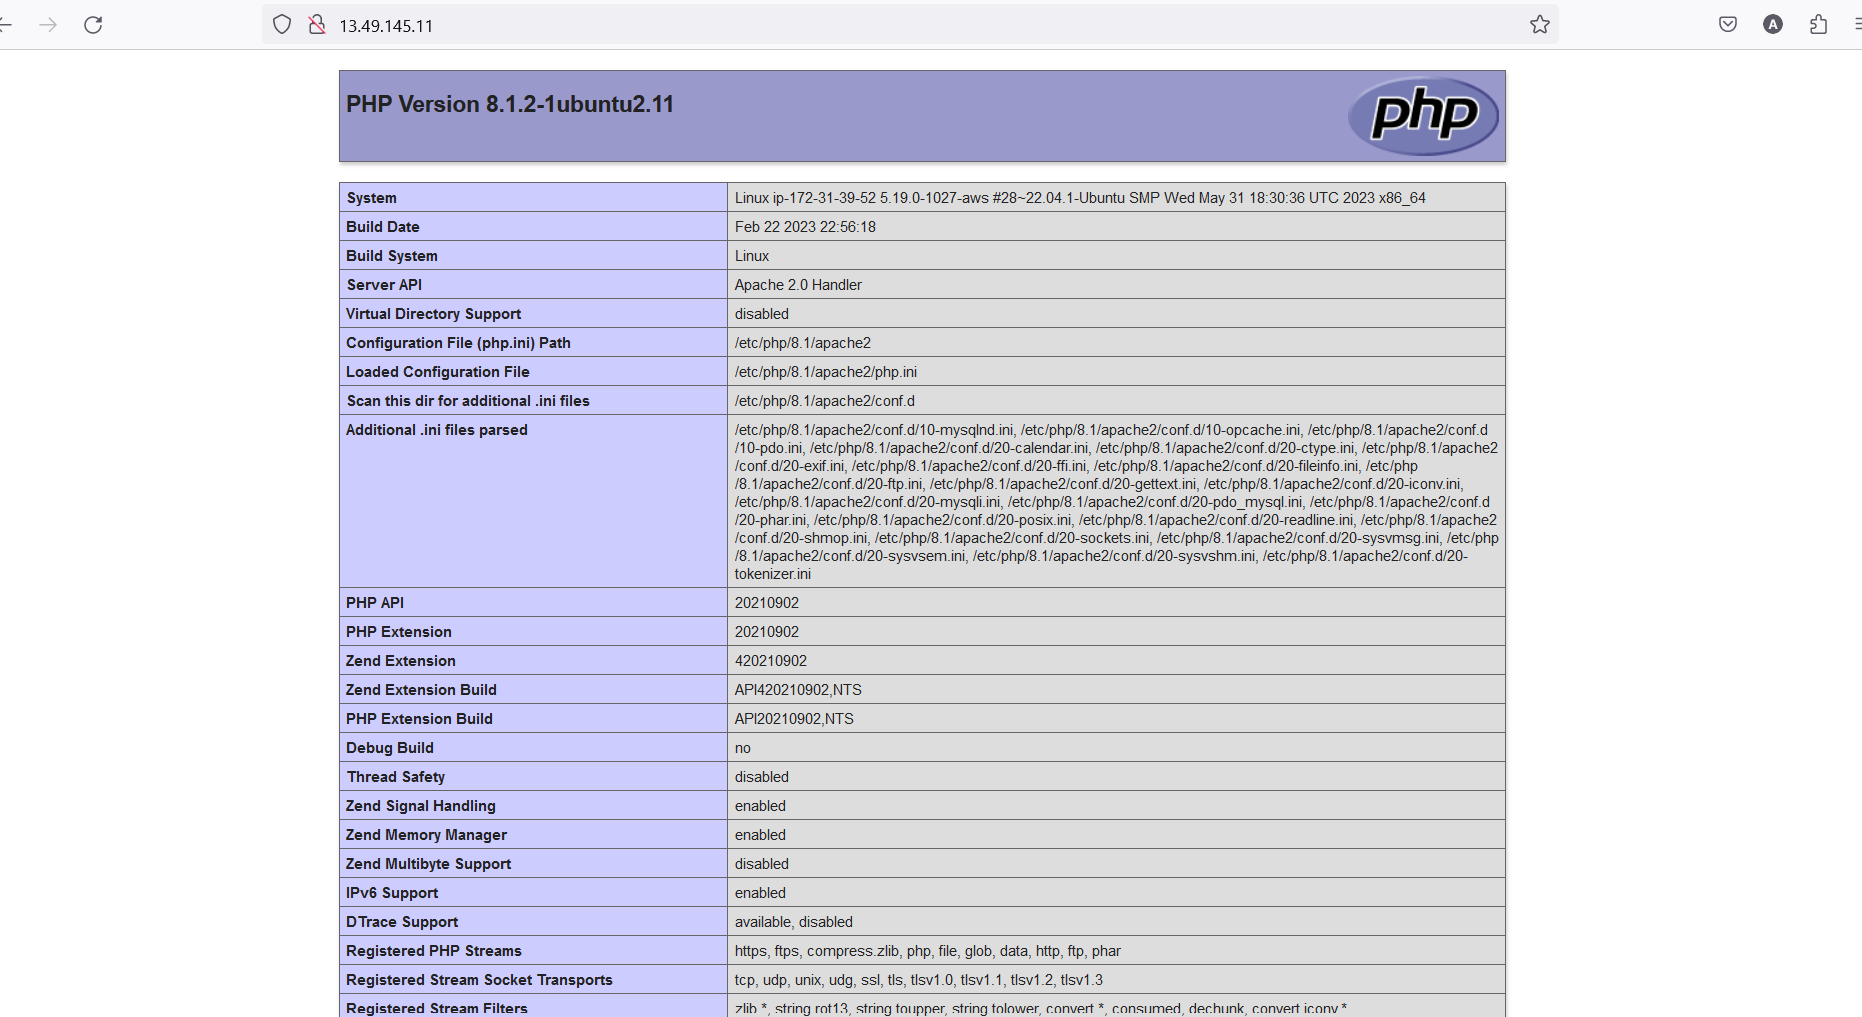 13.49.145.11
A
PHP Version 8.1.2-1ubuntu2.11
php
System Linux ip-172-31-39-52 5.19.0-1027-aws #28~22.04.1-Ubuntu SMP Wed May 31 18:30:36 UTC 2023 x86_64
Build Date Feb 22 2023 22:56:18
Build System Linux
Server API Apache 2.0 Handler
Virtual Directory Support disabled
Configuration File (php.ini) Path /etc/php/8.1/apache2
Loaded Configuration File /etc/php/8.1/apache2/php.ini
Scan this dir for additional .ini files /etc/php/8.1/apache2/conf.d
Additional .ini files parsed /etc/php/8.1/apache2/conf.d/10-mysqlnd.ini, /etc/php/8.1/apache2/conf.d/10-opcache.ini, /etc/php/8.1/apache2/conf.d
/10-pdo.ini, /etc/php/8.1/apache2/conf.d/20-calendar.ini, /etc/php/8.1/apache2/conf.d/20-ctype.ini, /etc/php/8.1/apache2
/conf.d/20-exif.ini, /etc/php/8.1/apache2/conf.d/20-ffi.ini, /etc/php/8.1/apache2/conf.d/20-fileinfo.ini, /etc/php
/8.1/apache2/conf.d/20-ftp.ini, /etc/php/8.1/apache2/conf.d/20-gettext.ini, /etc/php/8.1/apache2/conf.d/20-iconv.ini,
/etc/php/8.1/apache2/conf.d/20-mysqli.ini, /etc/php/8.1/apache2/conf.d/20-pdo_mysql.ini, /etc/php/8.1/apache2/conf.d
/20-phar.ini, /etc/php/8.1/apache2/conf.d/20-posix.ini, /etc/php/8.1/apache2/conf.d/20-readline.ini, /etc/php/8.1/apache2
/conf.d/20-shmop.ini, /etc/php/8.1/apache2/conf.d/20-sockets.ini, /etc/php/8.1/apache2/conf.d/20-sysvmsg.ini, /etc/php
/8.1/apache2/conf.d/20-sysvsem.ini, /etc/php/8.1/apache2/conf.d/20-sysvshm.ini, /etc/php/8.1/apache2/conf.d/20-
tokenizer.ini
PHP API 20210902
PHP Extension 20210902
Zend Extension 420210902
Zend Extension Build API420210902,NTS
PHP Extension Build API20210902,NTS
Debug Build no
Thread Safety disabled
Zend Signal Handling enabled
Zend Memory Manager enabled
Zend Multibyte Support disabled
IPv6 Support enabled
DTrace Support available, disabled
Registered PHP Streams https, ftps, compress.zlib, php, file, glob, data, http, ftp, phar
Registered Stream Socket Transports tcp, udp, unix, udg, ssl, tls, tlsv1.0, tlsv1.1, tlsv1.2, tlsv1.3
Registered Stream Filters zlib.*, string.rot13, string.toupper, string.tolower, convert.*, consumed, dechunk, convert.iconv.*